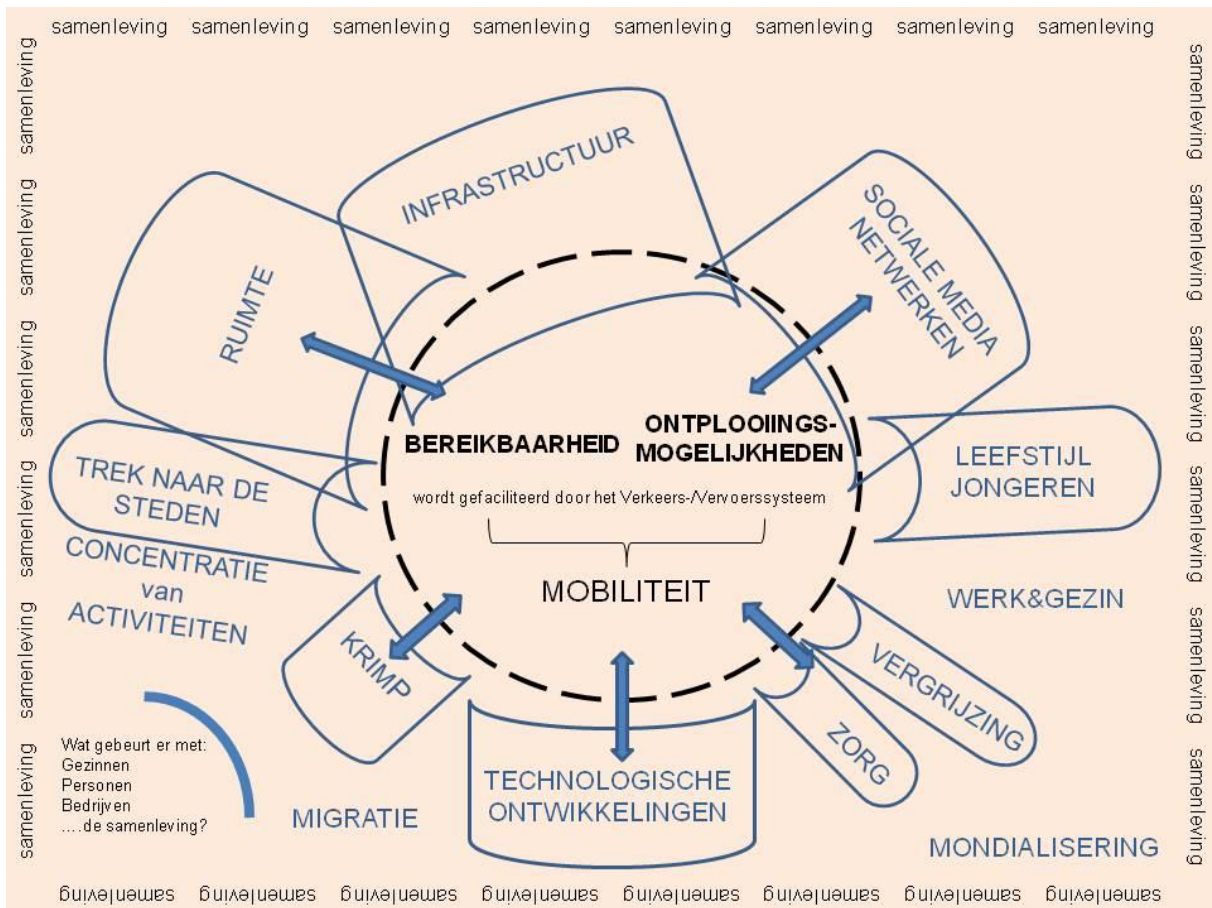 samenleving samenleving samenleving samenleving samenleving samenleving samenleving samenleving
samenleving samenleving samenleving samenleving samenleving samenleving
samenleving samenleving samenleving samenleving samenleving samenleving
INFRASTRUCTUUR
SOCIALE MEDIA
NETWERKEN
RUIMTE
BEREIKBAARHEID
ONTPLOOIINGS-
MOGELIJKHEDEN
wordt gefaciliteerd door het Verkeers-/Vervoerssysteem
MOBILITEIT
TREK NAAR DE
STEDEN
CONCENTRATIE
van
ACTIVITEITEN
LEEFSTIJL
JONGEREN
WERK&GEZIN
KRIMP
VERGRIJZING
ZORG
TECHNOLOGISCHE
ONTWIKKELINGEN
Wat gebeurt er met:
Gezinnen
Personen
Bedrijven
....de samenleving?
MIGRATIE
MONDIALISERING
samenleving samenleving samenleving samenleving samenleving samenleving samenleving samenleving